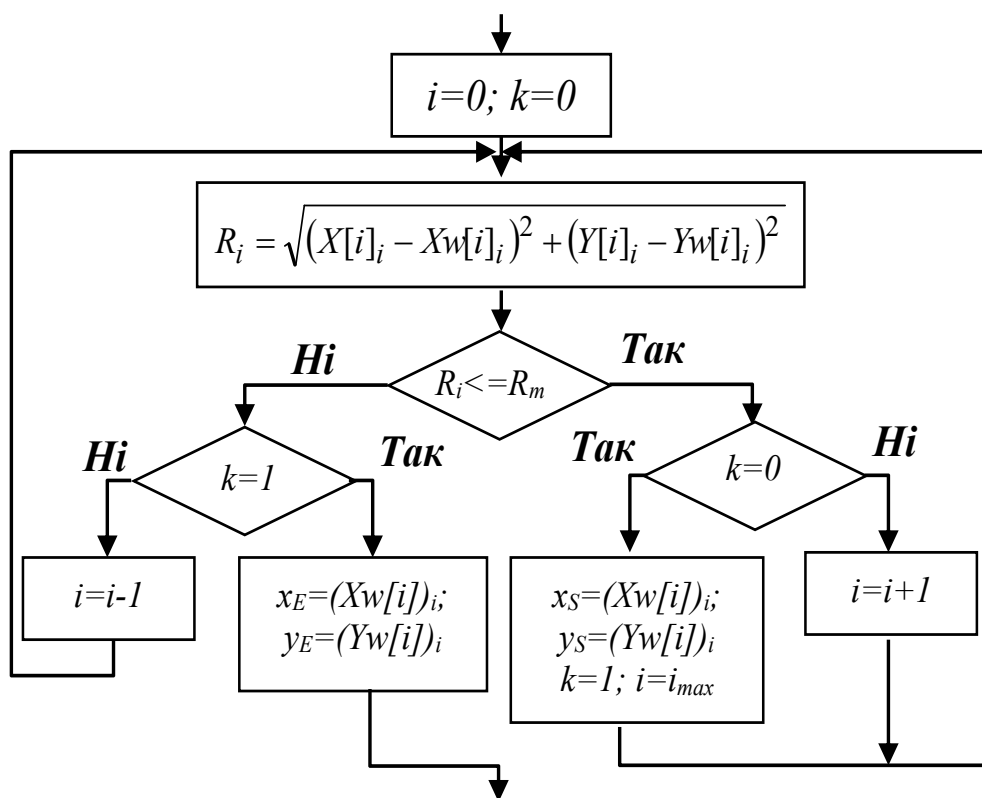 i=0; k=0
R_i = √((X[i]_i − Xw[i]_i)² + (Y[i]_i − Yw[i]_i)²)
Ні
Так
R_i<=R_m
Ні
Так
Так
Ні
k=1
k=0
i=i-1
x_E=(Xw[i])_i;
y_E=(Yw[i])_i
x_S=(Xw[i])_i;
y_S=(Yw[i])_i
k=1; i=i_max
i=i+1